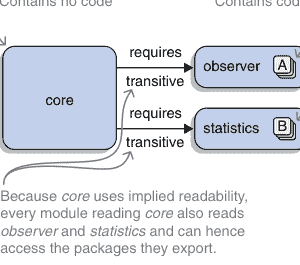 Contains no code
Contains cod
requires
observer
A
transitive
core
requires
statistics
B
transitive
Because core uses implied readability,
every module reading core also reads
observer and statistics and can hence
access the packages they export.